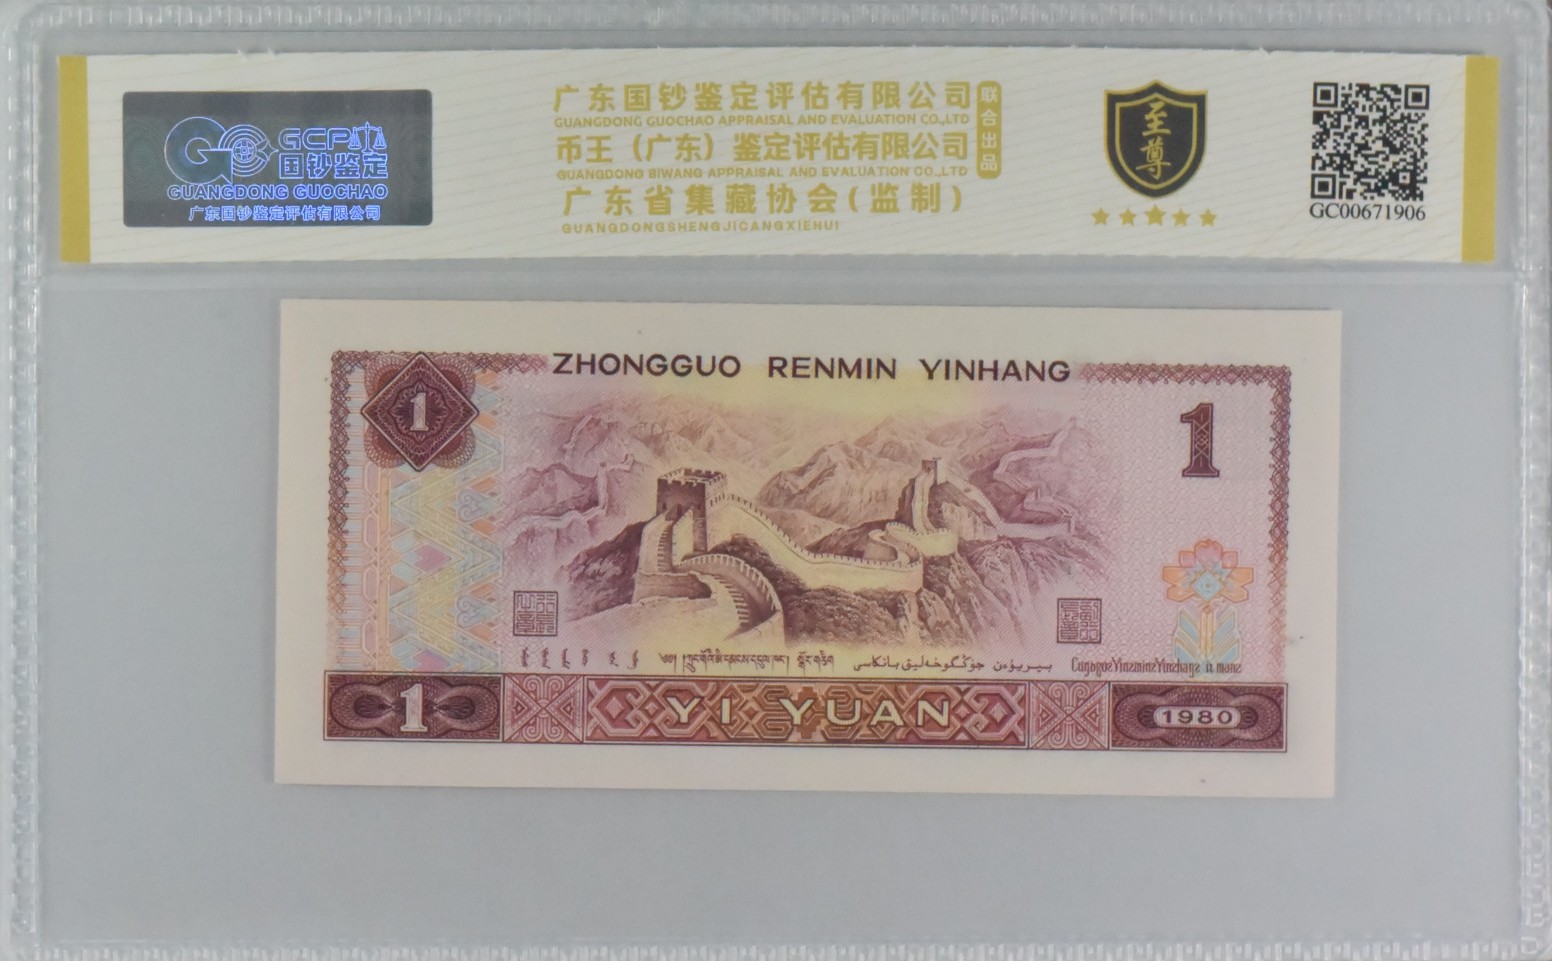 GCP
国钞鉴定
GUANGDONG GUOCHAO
广东国钞鉴定评估有限公司
广东国钞鉴定评估有限公司
GUANGDONG GUOCHAO APPRAISAL AND EVALUATION CO.,LTD
币王（广东）鉴定评估有限公司
GUANGDONG BIWANG APPRAISAL AND EVALUATION CO.,LTD
广东省集藏协会(监制)
GUANGDONGSHENGJICANGXIEHUI
联合出品
至尊
GC00671906
ZHONGGUO RENMIN YINHANG
1
1
1
YI YUAN
1980